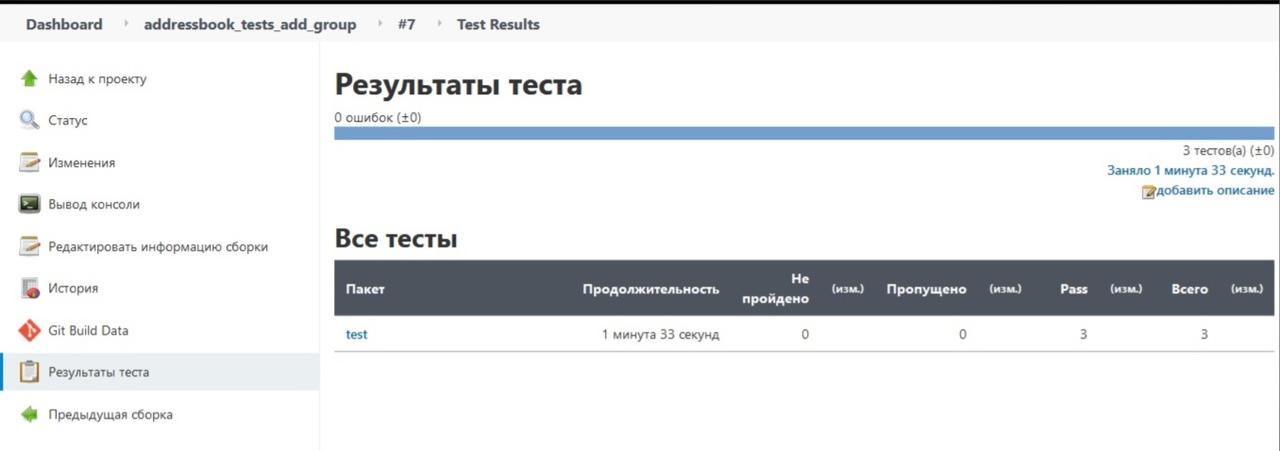 Dashboard addressbook_tests_add_group #7 Test Results
Назад к проекту
Статус
Изменения
Вывод консоли
Редактировать информацию сборки
История
Git Build Data
Результаты теста
Предыдущая сборка
Результаты теста
0 ошибок (±0)
3 тестов(а) (±0)
Заняло 1 минута 33 секунд.
добавить описание
Все тесты
Пакет Продолжительность Не пройдено (изм.) Пропущено (изм.) Pass (изм.) Всего (изм.)
test 1 минута 33 секунд 0 0 3 3